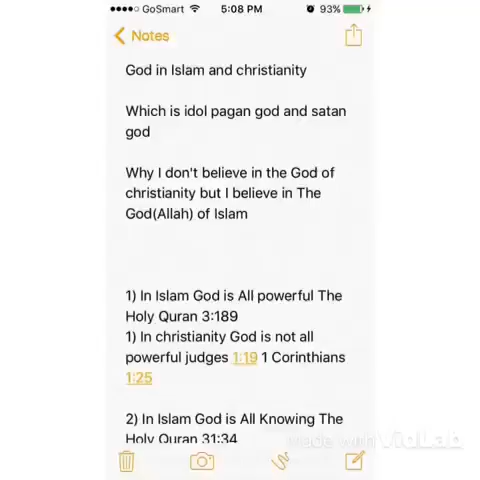 GoSmart 5:08 PM 93%
Notes
God in Islam and christianity
Which is idol pagan god and satan
god
Why I don't believe in the God of
christianity but I believe in The
God(Allah) of Islam
1) In Islam God is All powerful The
Holy Quran 3:189
1) In christianity God is not all
powerful judges 1:19 1 Corinthians
1:25
2) In Islam God is All Knowing The
Holy Quran 31:34
Made with VidLab